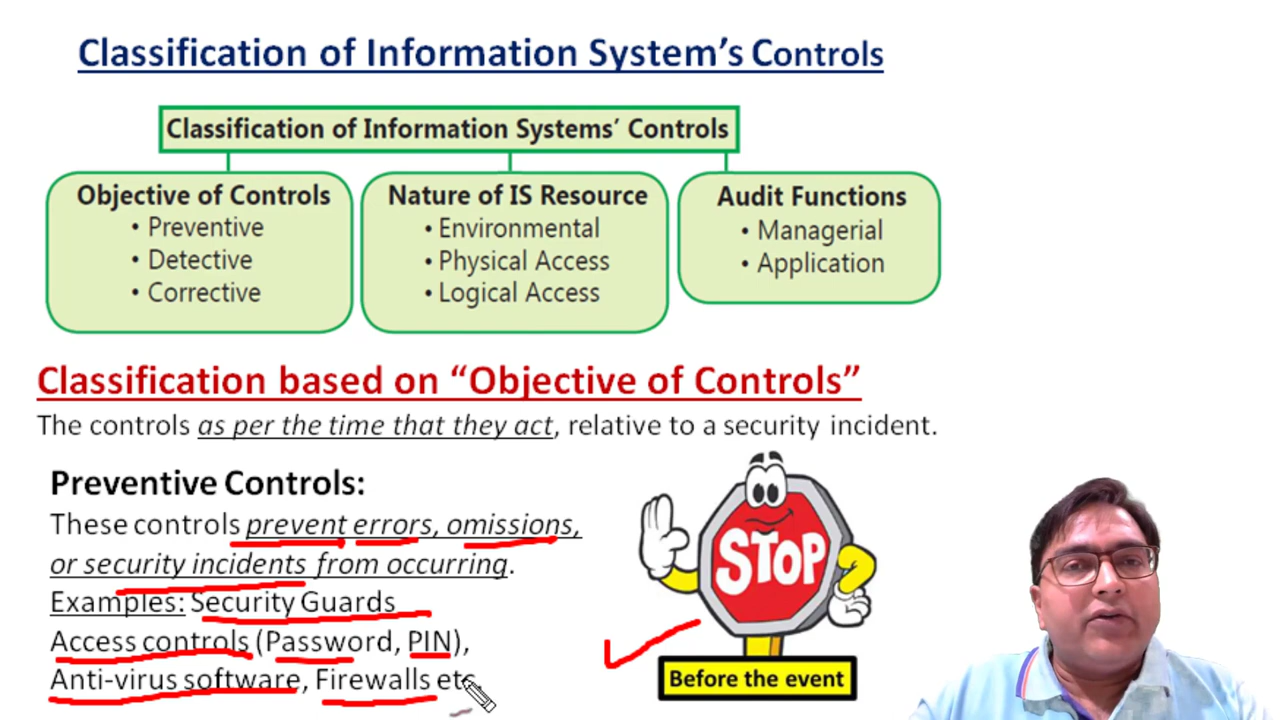 Classification of Information System’s Controls
Classification of Information Systems’ Controls
Objective of Controls
• Preventive
• Detective
• Corrective
Nature of IS Resource
• Environmental
• Physical Access
• Logical Access
Audit Functions
• Managerial
• Application
Classification based on “Objective of Controls”
The controls as per the time that they act, relative to a security incident.
Preventive Controls:
These controls prevent errors, omissions,
or security incidents from occurring.
Examples: Security Guards
Access controls (Password, PIN),
Anti-virus software, Firewalls etc.
STOP
Before the event